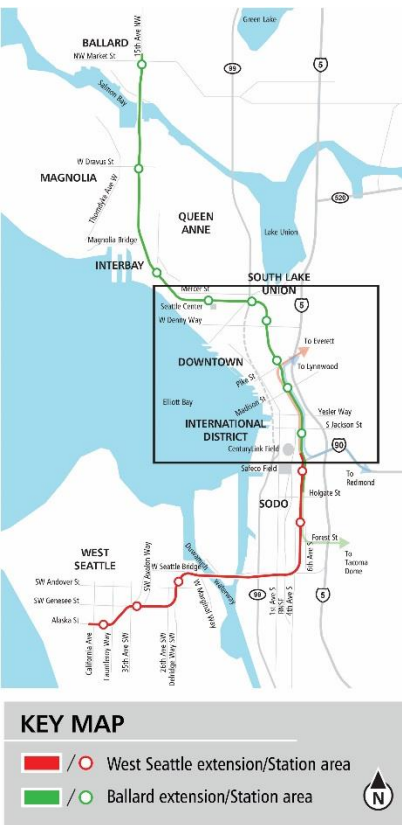 Green Lake
15th Ave NW
BALLARD
NW Market St
99
5
Salmon Bay
W Dravus St
MAGNOLIA
Thorndyke Ave W
520
QUEEN
ANNE
Lake Union
Magnolia Bridge
INTERBAY
SOUTH LAKE
UNION
Mercer St
5
Seattle Center
W Denny Way
To Everett
DOWNTOWN
To Lynnwood
Pike St
Madison St
Elliott Bay
Yesler Way
INTERNATIONAL
DISTRICT
S Jackson St
90
CenturyLink Field
Safeco Field
To
Redmond
Holgate St
SODO
WEST
SEATTLE
SW Avalon Way
Duwamish
Waterway
6th Ave S
Forest St
To
Tacoma
Dome
W Seattle Bridge
SW Andover St
W Marginal Way
99
5
SW Genesee St
1st Ave S
BNSF
4th Ave S
Alaska St
California Ave
35th Ave SW
26th Ave SW
Delridge Way SW
KEY MAP
/ West Seattle extension/Station area
/ Ballard extension/Station area
N